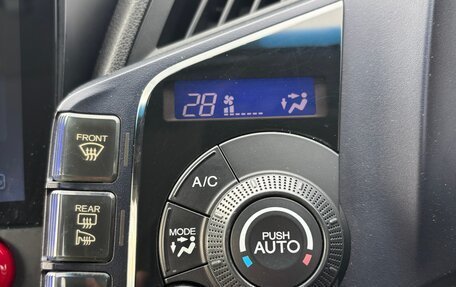 28
FRONT
A/C
REAR
MODE
PUSH
AUTO